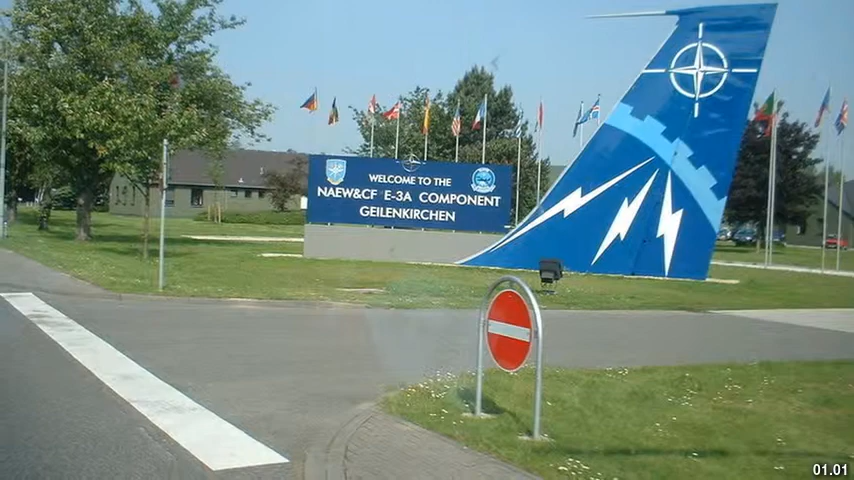 WELCOME TO THE
NAEW&CF E-3A COMPONENT
GEILENKIRCHEN
01.01